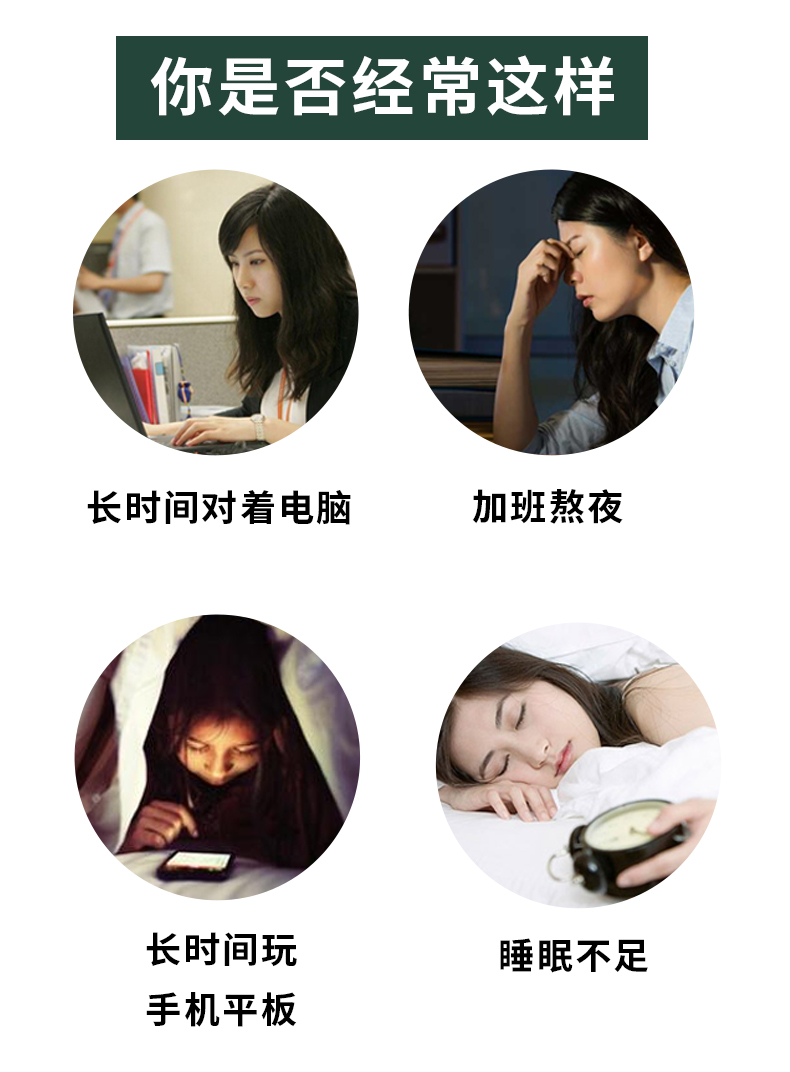 你是否经常这样
长时间对着电脑
加班熬夜
长时间玩
手机平板
睡眠不足